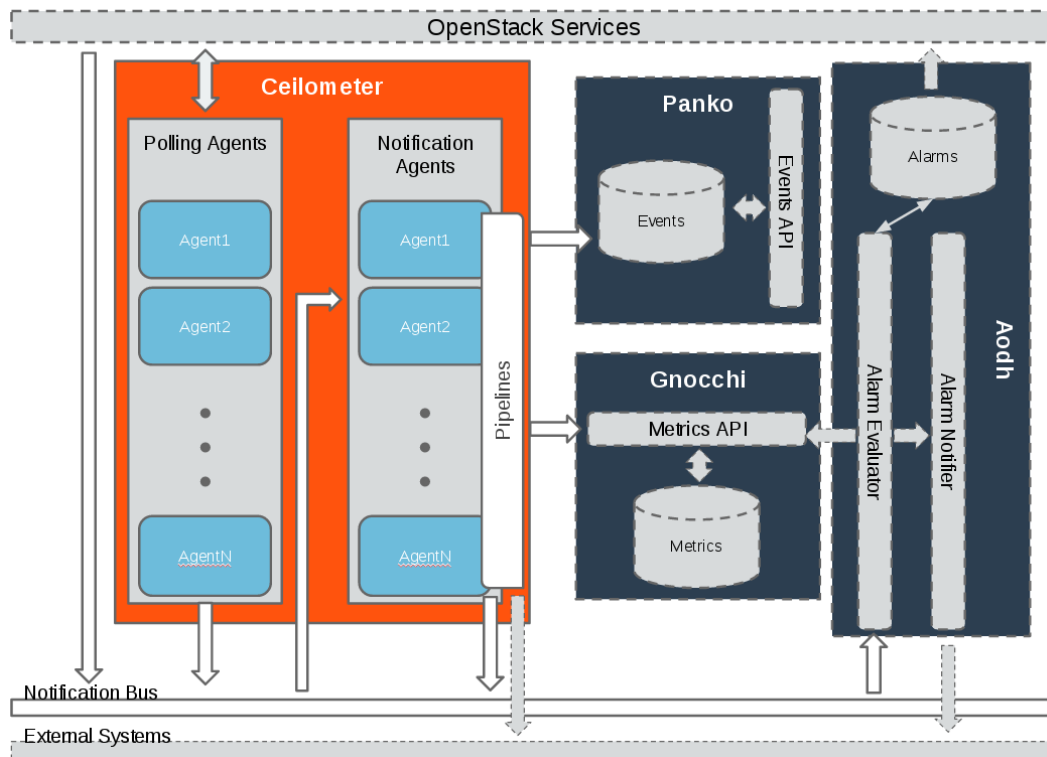 OpenStack Services
Ceilometer
Polling Agents
Agent1
Agent2
AgentN
Notification
Agents
Agent1
Agent2
AgentN
Pipelines
Panko
Events
Events API
Gnocchi
Metrics API
Metrics
Alarms
Aodh
Alarm Evaluator
Alarm Notifier
Notification Bus
External Systems